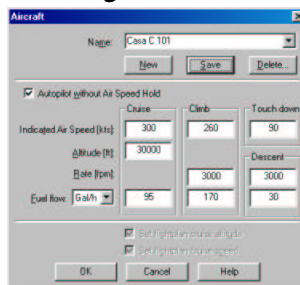 Aircraft
Name: Casa C 101
New Save Delete...
Autopilot without Air Speed Hold
Cruise Climb Touch down
Indicated Air Speed [kts]: 300 260 90
Altitude [ft]: 30000
Descent
Rate [fpm]: 3000 3000
Fuel flow: Gal/h 95 170 30
Set flightplan cruise altitude
Set flightplan cruise speed
OK Cancel Help